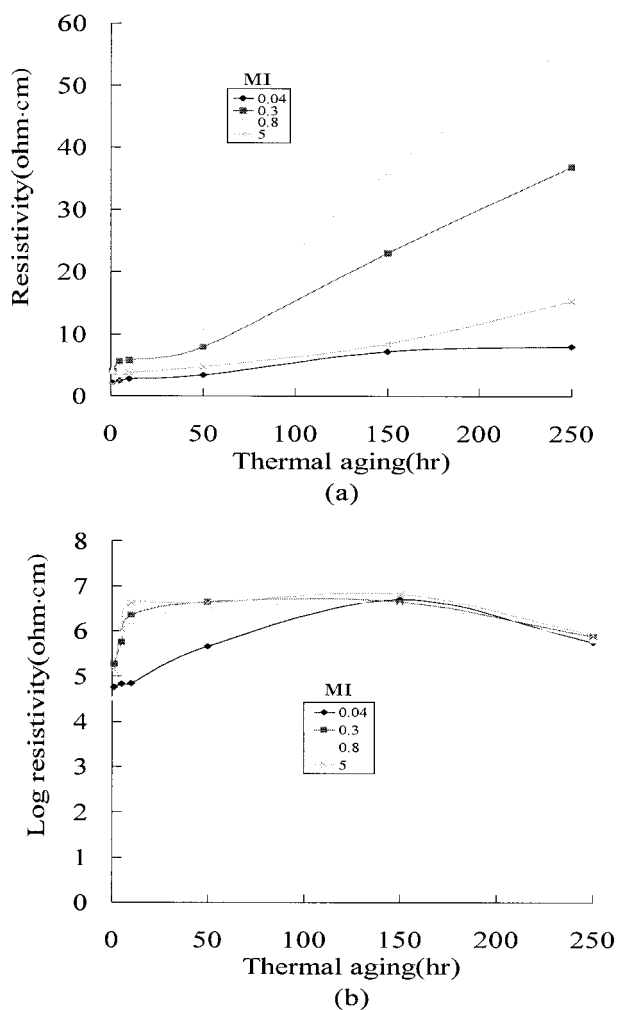 60
50
40
30
20
10
0
Resistivity(ohm·cm)
MI
0.04
0.3
0.8
5
0 50 100 150 200 250
Thermal aging(hr)
(a)
8
7
6
5
4
3
2
1
0
Log resistivity(ohm·cm)
MI
0.04
0.3
0.8
5
0 50 100 150 200 250
Thermal aging(hr)
(b)